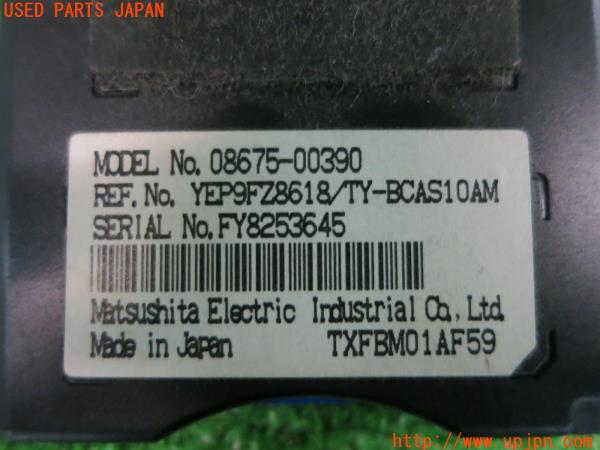 USED PARTS JAPAN
MODEL No. 08675-00390
REF. No. YEP9FZ8618/TY-BCAS10AM
SERIAL No. FY8253645
Matsushita Electric Industrial Co., Ltd.
Made in Japan TXFBM01AF59
http://www.upjpn.com